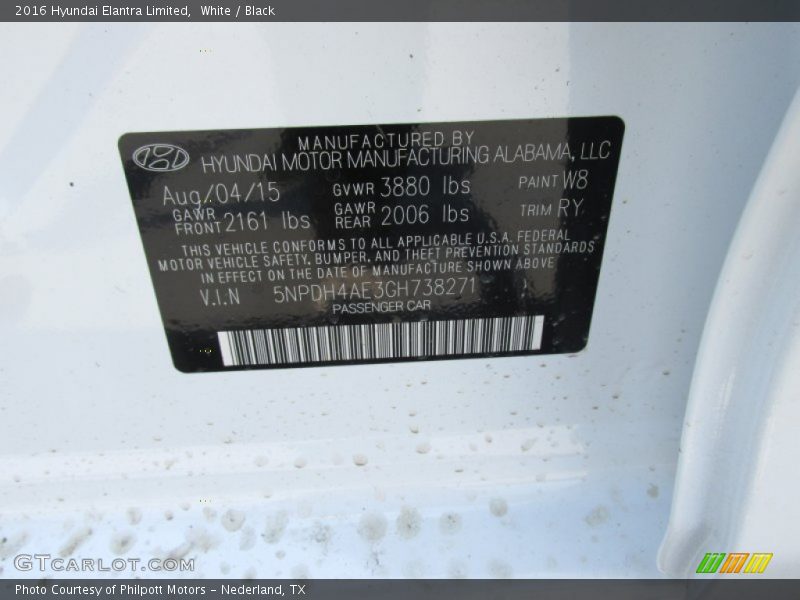 2016 Hyundai Elantra Limited, White / Black
MANUFACTURED BY
HYUNDAI MOTOR MANUFACTURING ALABAMA, LLC
Aug/04/15 GVWR 3880 lbs PAINT W8
GAWR FRONT 2161 lbs GAWR REAR 2006 lbs TRIM RY
THIS VEHICLE CONFORMS TO ALL APPLICABLE U.S.A. FEDERAL
MOTOR VEHICLE SAFETY, BUMPER, AND THEFT PREVENTION STANDARDS
IN EFFECT ON THE DATE OF MANUFACTURE SHOWN ABOVE
V.I.N 5NPDH4AE3GH738271
PASSENGER CAR
GTCarlot.com
Photo Courtesy of Philpott Motors - Nederland, TX